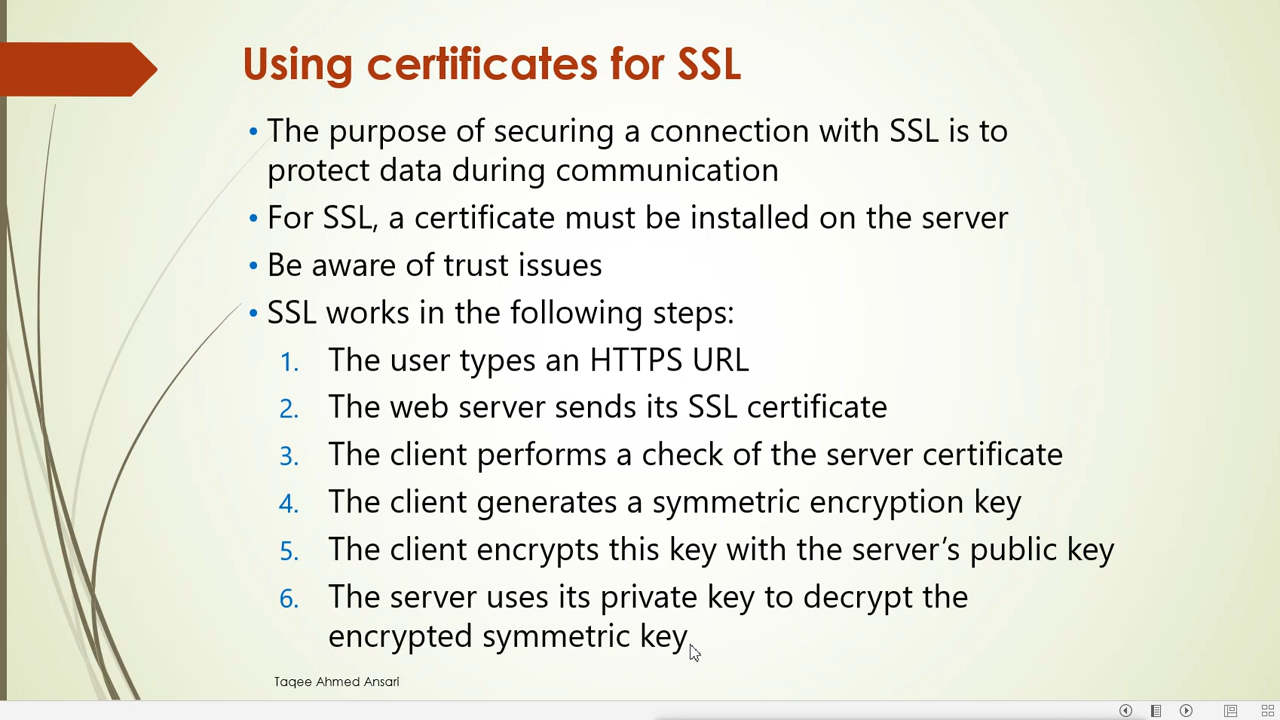 Using certificates for SSL
• The purpose of securing a connection with SSL is to
protect data during communication
• For SSL, a certificate must be installed on the server
• Be aware of trust issues
• SSL works in the following steps:
1. The user types an HTTPS URL
2. The web server sends its SSL certificate
3. The client performs a check of the server certificate
4. The client generates a symmetric encryption key
5. The client encrypts this key with the server’s public key
6. The server uses its private key to decrypt the
encrypted symmetric key
Taqee Ahmed Ansari